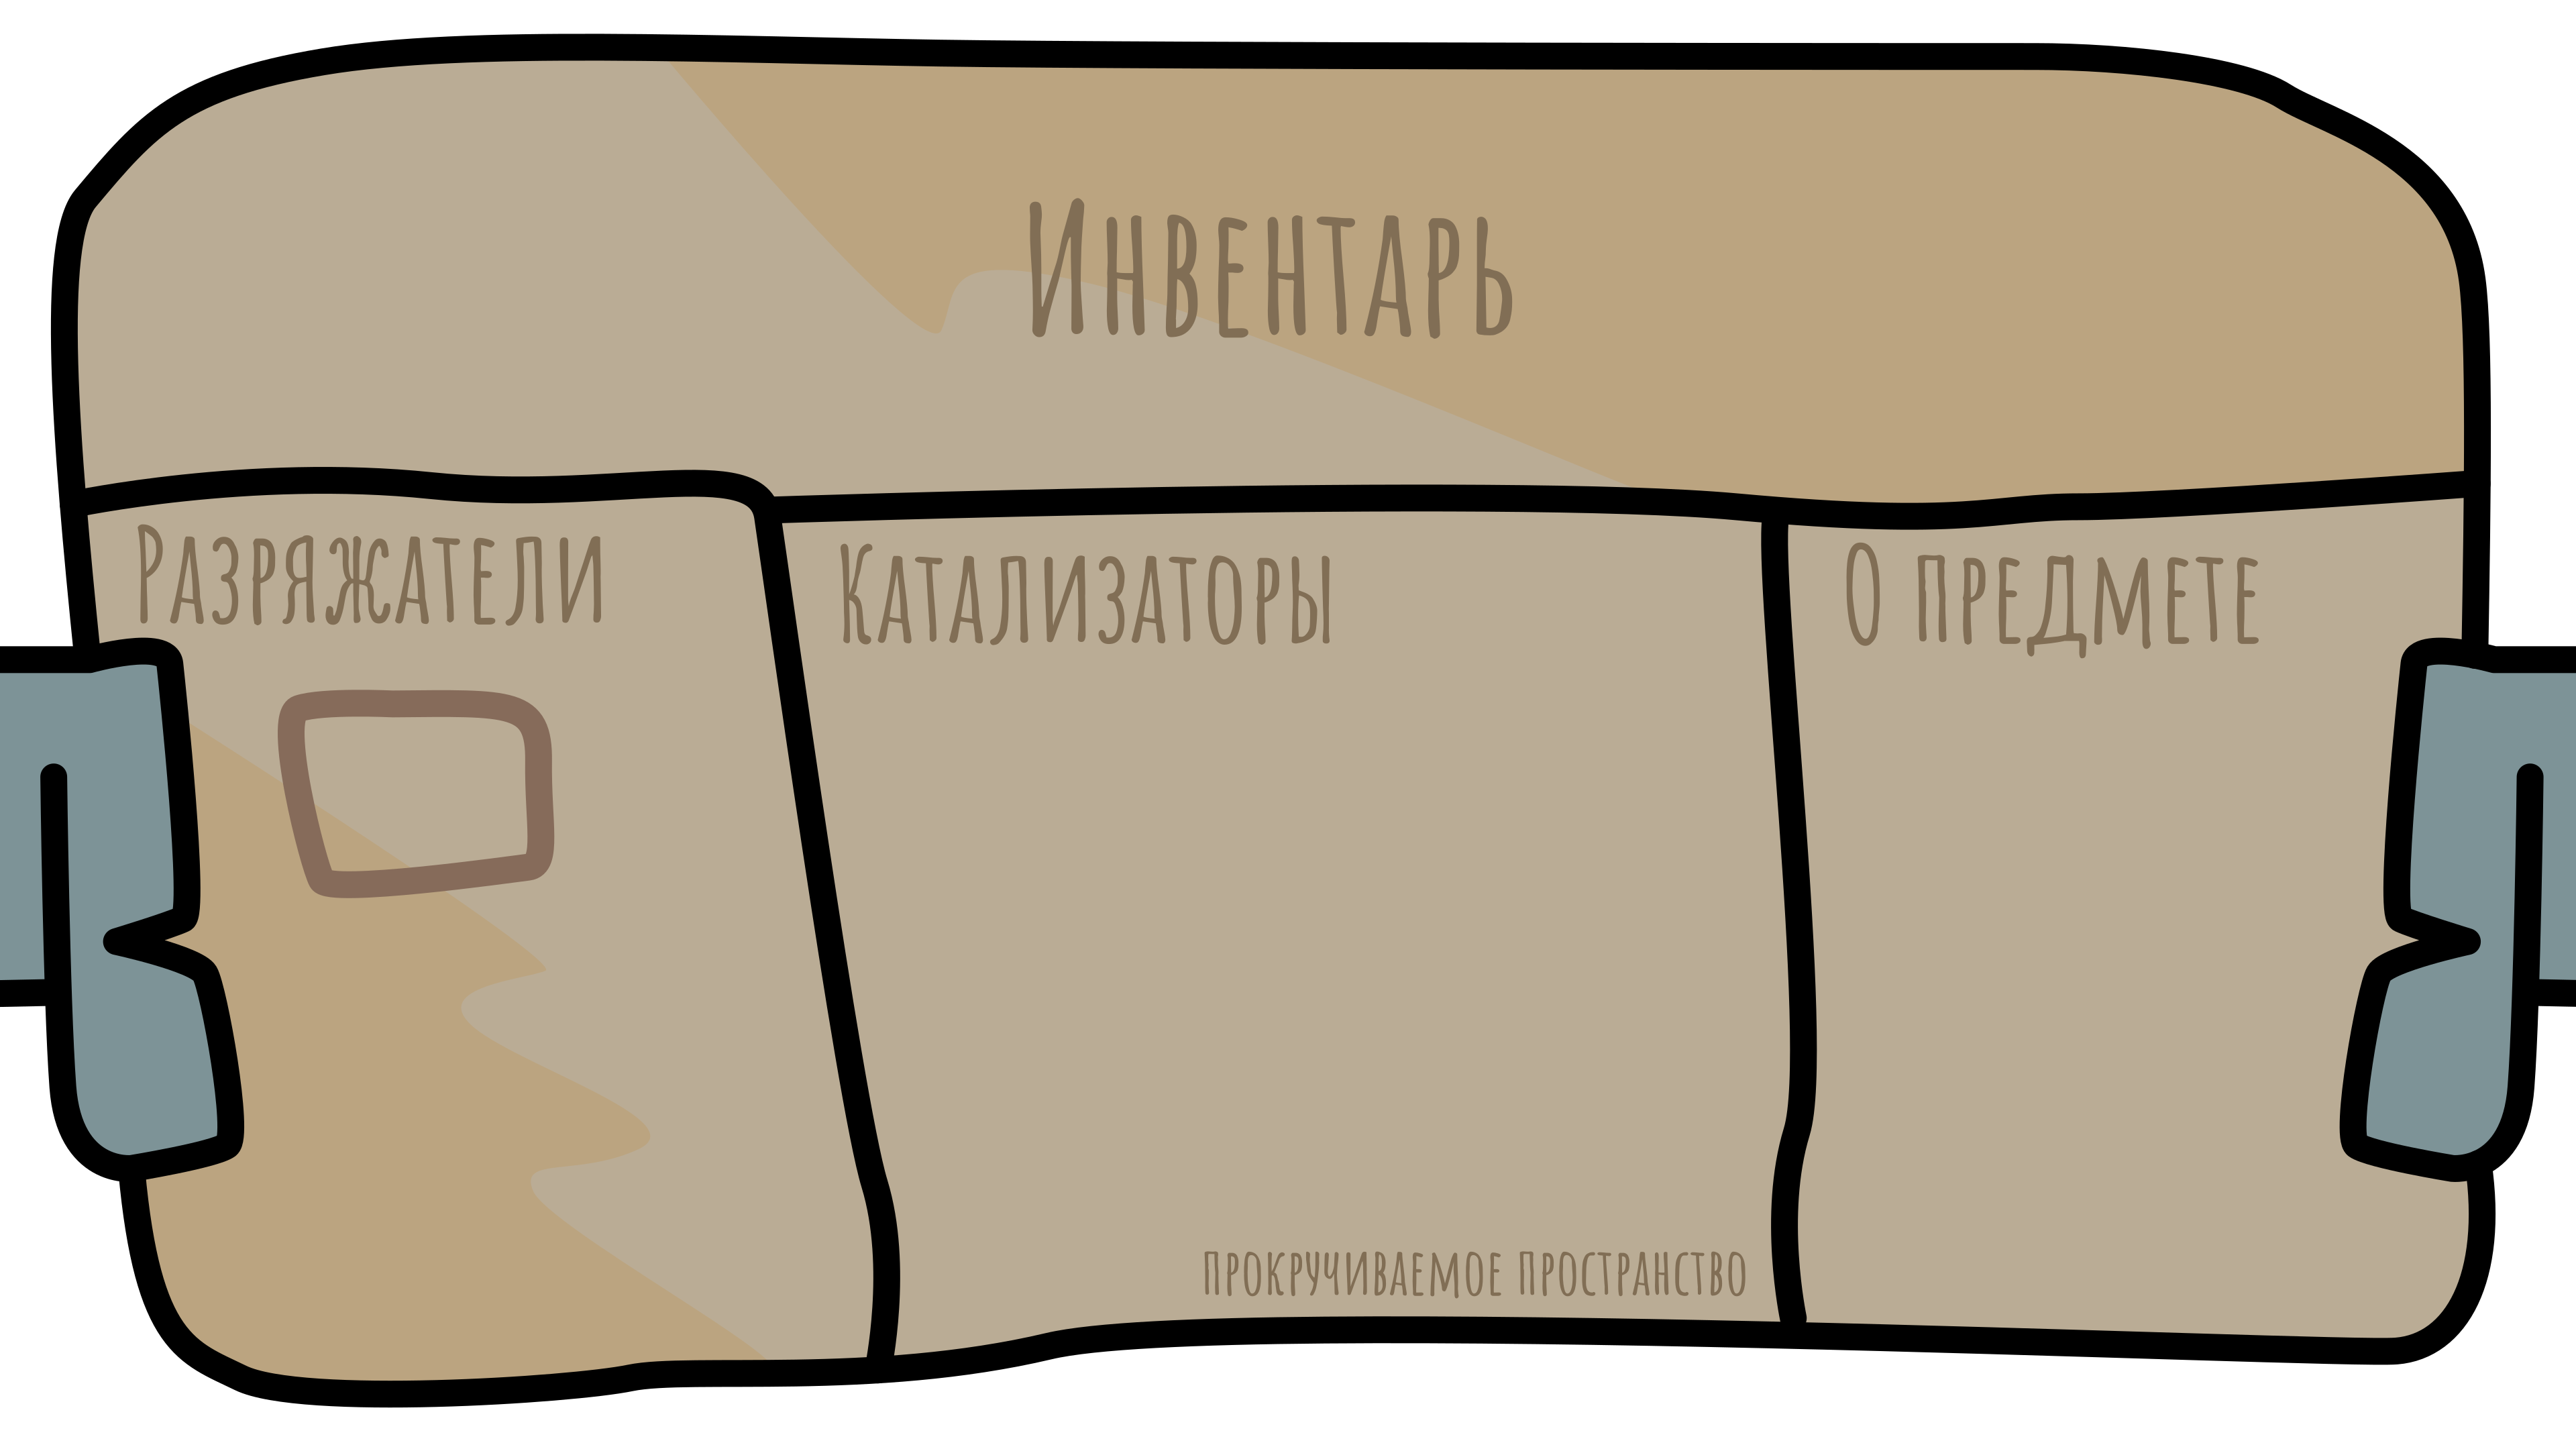 Инвентарь
Разряжатели
Катализаторы
О предмете
прокручиваемое пространство